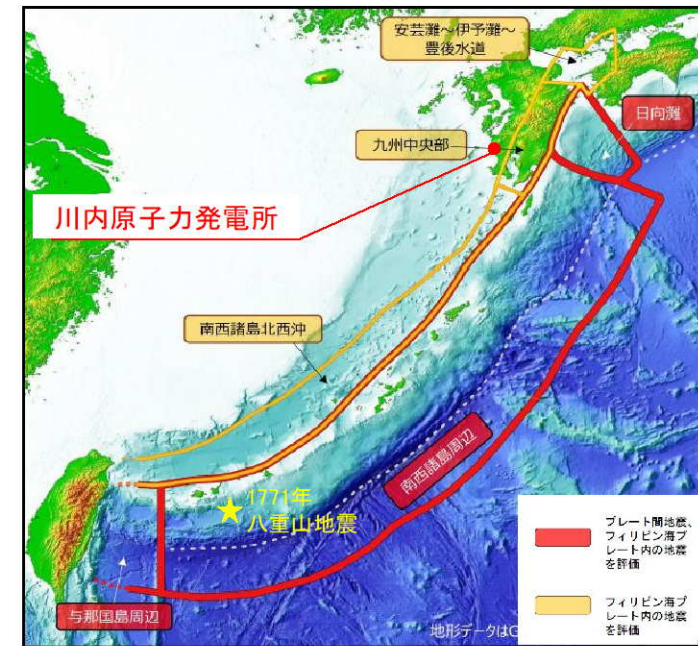 安芸灘～伊予灘～
豊後水道
日向灘
九州中央部
川内原子力発電所
南西諸島北西沖
南西諸島周辺
1771年
八重山地震
与那国島周辺
プレート間地震、
フィリピン海プ
レート内の地震
を評価
フィリピン海プ
レート内の地震
を評価
地形データはG